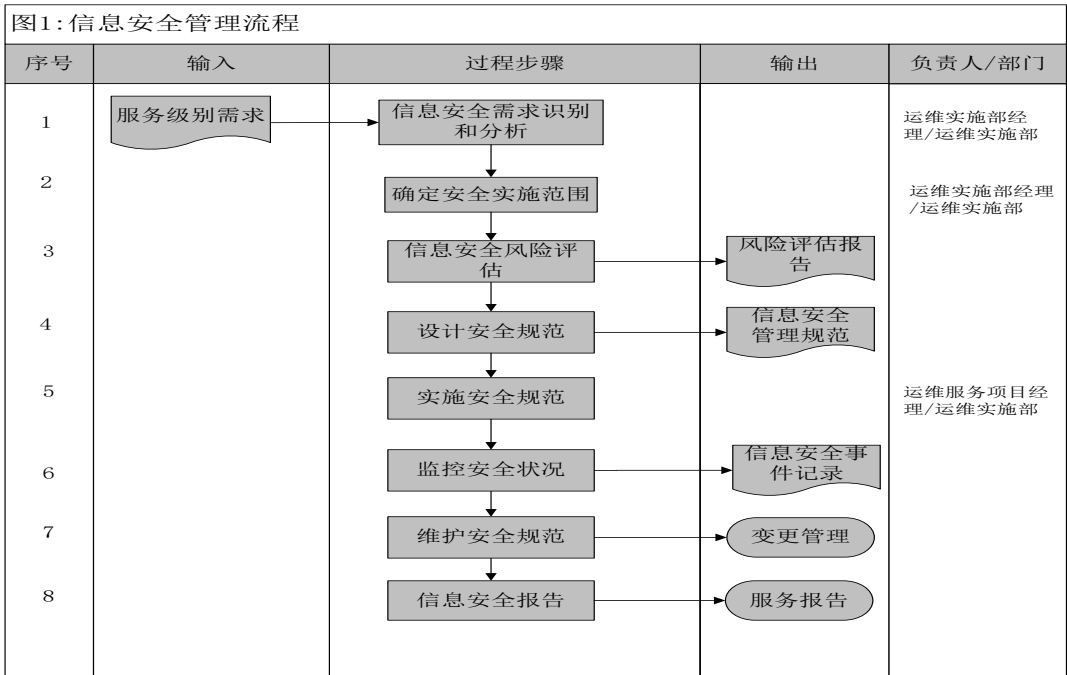 图1:信息安全管理流程
序号 输入 过程步骤 输出 负责人/部门
1
服务级别需求
信息安全需求识别
和分析
运维实施部经
理/运维实施部
2
确定安全实施范围
运维实施部经理
/运维实施部
3
信息安全风险评
估
风险评估报
告
4
设计安全规范
信息安全
管理规范
5
实施安全规范
运维服务项目经
理/运维实施部
6
监控安全状况
信息安全事
件记录
7
维护安全规范
变更管理
8
信息安全报告
服务报告